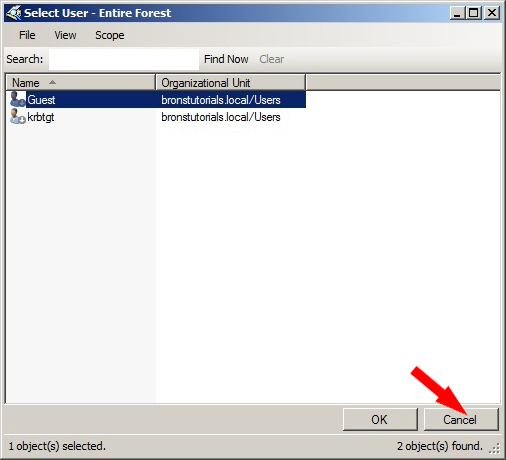 Select User - Entire Forest
File View Scope
Search: Find Now Clear
Name Organizational Unit
Guest bronstutorials.local/Users
krbtgt bronstutorials.local/Users
OK Cancel
1 object(s) selected. 2 object(s) found.